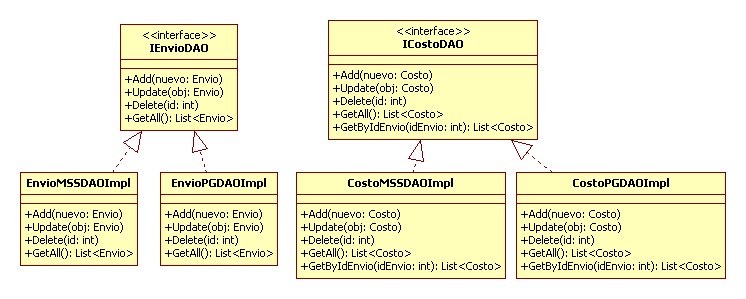 <<interface>>
IEnvioDAO
+Add(nuevo: Envio)
+Update(obj: Envio)
+Delete(id: int)
+GetAll(): List<Envio>
<<interface>>
ICostoDAO
+Add(nuevo: Costo)
+Update(obj: Costo)
+Delete(id: int)
+GetAll(): List<Costo>
+GetByIdEnvio(idEnvio: int): List<Costo>
EnvioMSSDAOImpl
+Add(nuevo: Envio)
+Update(obj: Envio)
+Delete(id: int)
+GetAll(): List<Envio>
EnvioPGDAOImpl
+Add(nuevo: Envio)
+Update(obj: Envio)
+Delete(id: int)
+GetAll(): List<Envio>
CostoMSSDAOImpl
+Add(nuevo: Costo)
+Update(obj: Costo)
+Delete(id: int)
+GetAll(): List<Costo>
+GetByIdEnvio(idEnvio: int): List<Costo>
CostoPGDAOImpl
+Add(nuevo: Costo)
+Update(obj: Costo)
+Delete(id: int)
+GetAll(): List<Costo>
+GetByIdEnvio(idEnvio: int): List<Costo>